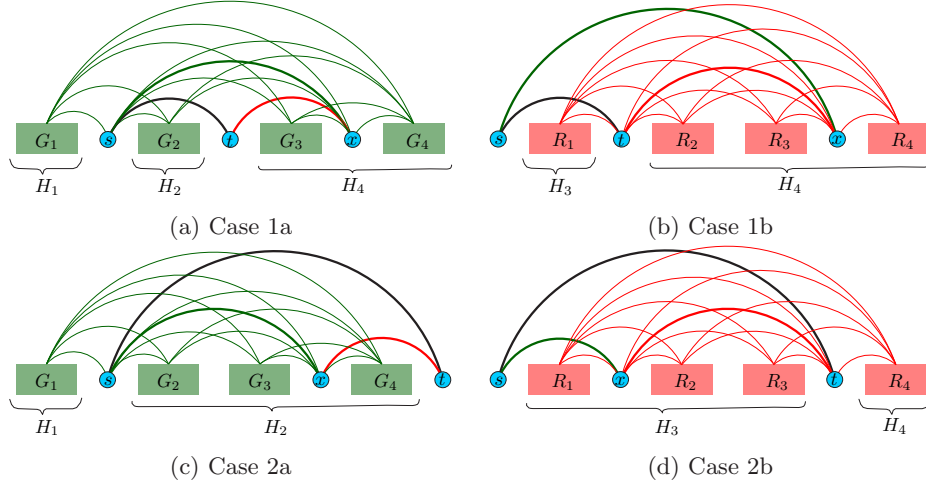 G1 s G2 t G3 x G4
H1 H2 H4
(a) Case 1a
s R1 t R2 R3 x R4
H3 H4
(b) Case 1b
G1 s G2 G3 x G4 t
H1 H2
(c) Case 2a
s R1 x R2 R3 t R4
H3 H4
(d) Case 2b